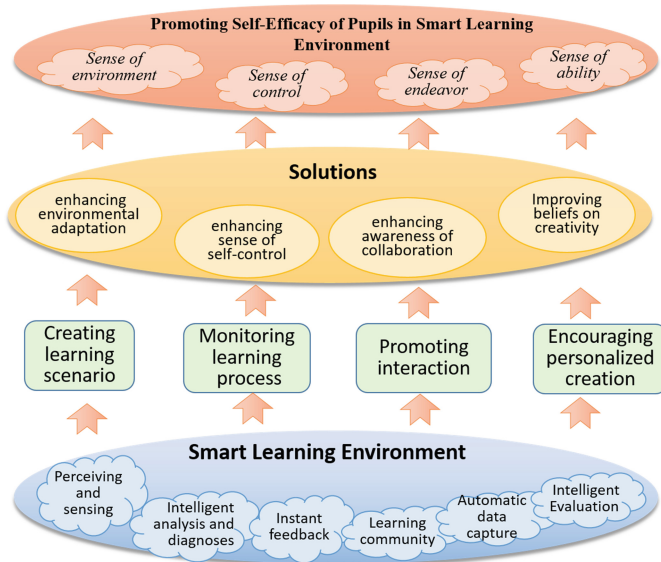 Promoting Self-Efficacy of Pupils in Smart Learning
Environment
Sense of
environment
Sense of
control
Sense of
endeavor
Sense of
ability
Solutions
enhancing
environmental
adaptation
enhancing
sense of
self-control
enhancing
awareness of
collaboration
Improving
beliefs on
creativity
Creating
learning
scenario
Monitoring
learning
process
Promoting
interaction
Encouraging
personalized
creation
Smart Learning Environment
Perceiving
and
sensing
Intelligent
analysis and
diagnoses
Instant
feedback
Learning
community
Automatic
data
capture
Intelligent
Evaluation